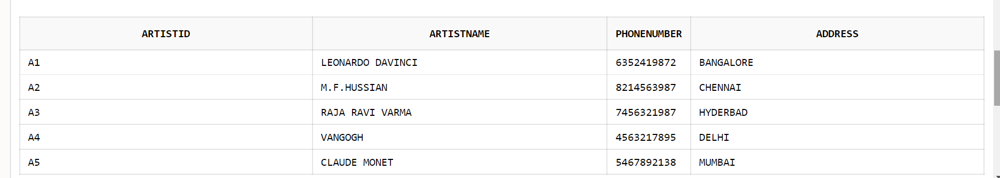 ARTISTID ARTISTNAME PHONENUMBER ADDRESS
A1 LEONARDO DAVINCI 6352419872 BANGALORE
A2 M.F.HUSSIAN 8214563987 CHENNAI
A3 RAJA RAVI VARMA 7456321987 HYDERBAD
A4 VANGOGH 4563217895 DELHI
A5 CLAUDE MONET 5467892138 MUMBAI